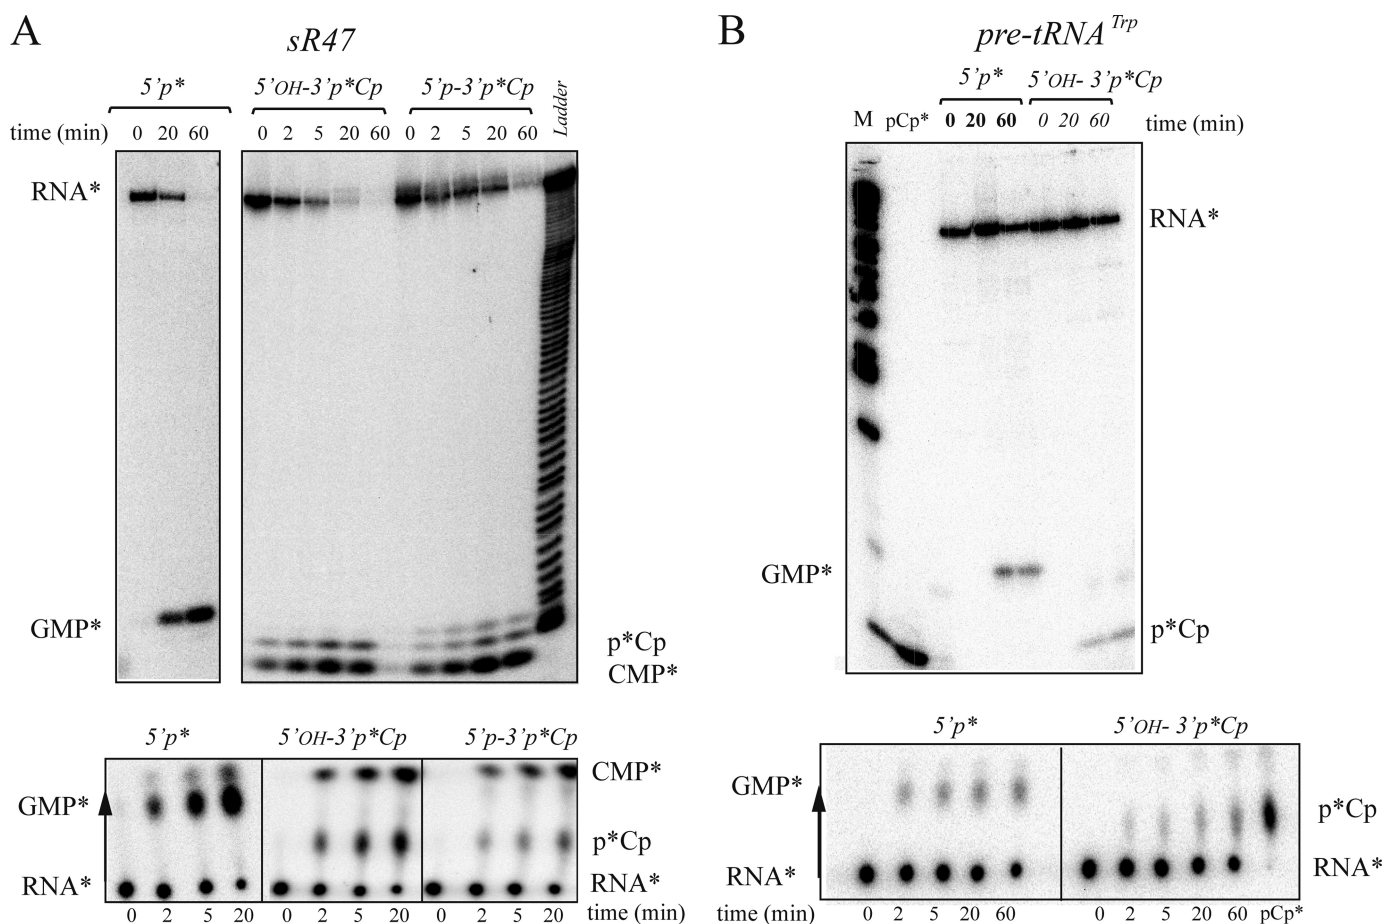 A
sR47
5'p*
5'OH-3'p*Cp
5'p-3'p*Cp
Ladder
time (min)
0 20 60
0 2 5 20 60
0 2 5 20 60
RNA*
GMP*
p*Cp
CMP*
5'p*
5'OH-3'p*Cp
5'p-3'p*Cp
CMP*
GMP*
p*Cp
RNA*
RNA*
0 2 5 20
0 2 5 20
0 2 5 20
time (min)
B
pre-tRNA Trp
5'p*
5'OH- 3'p*Cp
M pCp* 0 20 60 0 20 60 time (min)
RNA*
GMP*
p*Cp
5'p*
5'OH- 3'p*Cp
GMP*
p*Cp
RNA*
RNA*
time (min)
0 2 5 20 60
0 2 5 20 60 pCp*